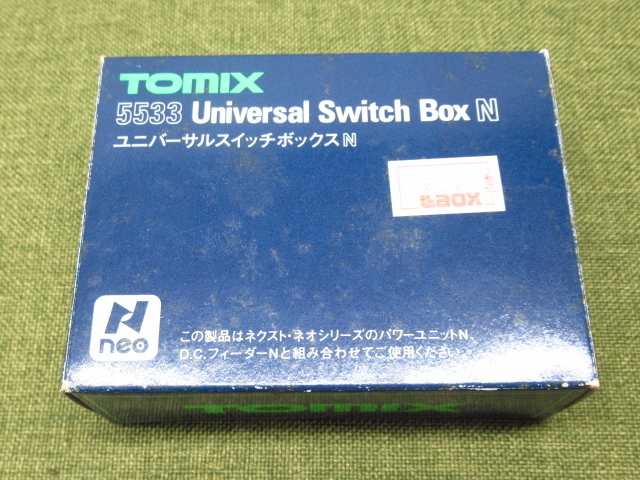 TOMIX
5533 Universal Switch Box N
ユニバーサルスイッチボックスN
BOX
neo
この製品はネクスト・ネオシリーズのパワーユニットN、
D.C.フィーダーNと組み合わせてご使用ください。
TOMIX